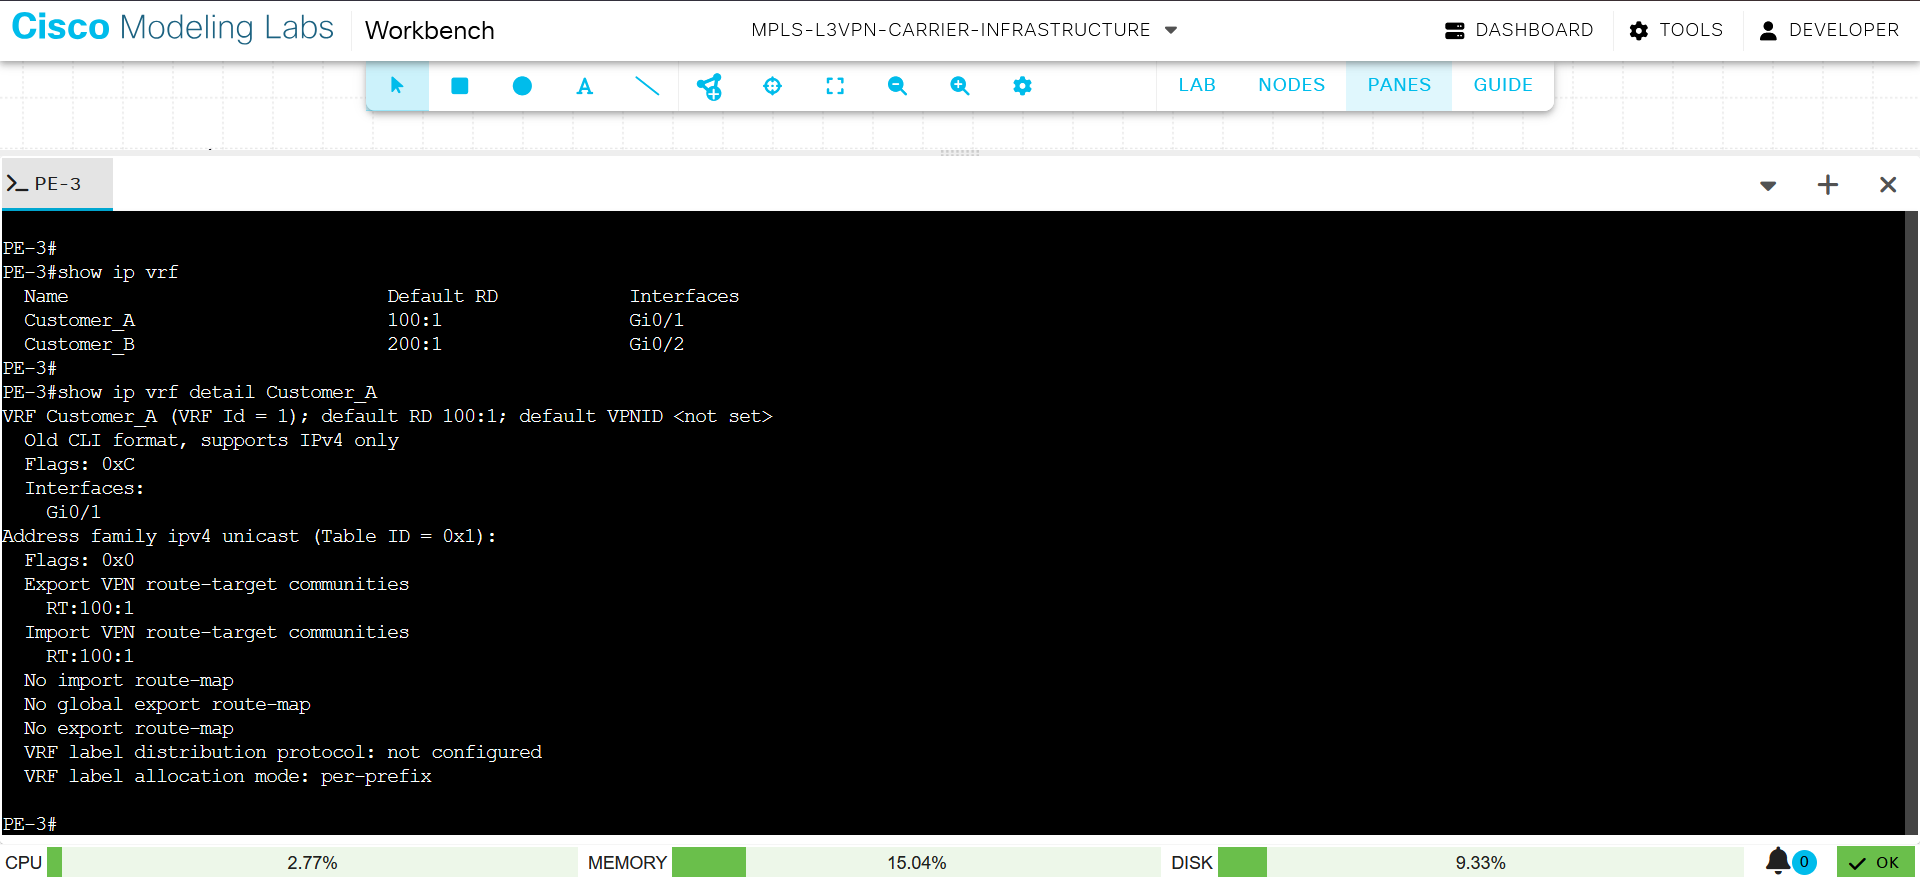 Cisco Modeling Labs Workbench MPLS-L3VPN-CARRIER-INFRASTRUCTURE DASHBOARD TOOLS DEVELOPER
A LAB NODES PANES GUIDE
PE-3
PE-3#
PE-3#show ip vrf
Name Default RD Interfaces
Customer_A 100:1 Gi0/1
Customer_B 200:1 Gi0/2
PE-3#
PE-3#show ip vrf detail Customer_A
VRF Customer_A (VRF Id = 1); default RD 100:1; default VPNID <not set>
Old CLI format, supports IPv4 only
Flags: 0xC
Interfaces:
Gi0/1
Address family ipv4 unicast (Table ID = 0x1):
Flags: 0x0
Export VPN route-target communities
RT:100:1
Import VPN route-target communities
RT:100:1
No import route-map
No global export route-map
No export route-map
VRF label distribution protocol: not configured
VRF label allocation mode: per-prefix
PE-3#
CPU 2.77% MEMORY 15.04% DISK 9.33% 0 OK